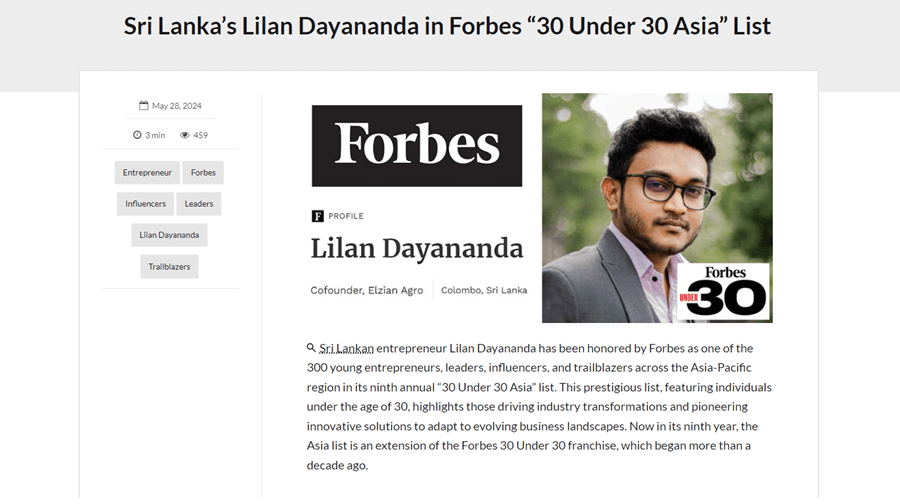 Sri Lanka’s Lilan Dayananda in Forbes “30 Under 30 Asia” List
May 28, 2024
3 min 459
Entrepreneur Forbes
Influencers Leaders
Lilan Dayananda
Trailblazers
Forbes
F PROFILE
Lilan Dayananda
Cofounder, Elzian Agro Colombo, Sri Lanka
Forbes
UNDER 30
Sri Lankan entrepreneur Lilan Dayananda has been honored by Forbes as one of the
300 young entrepreneurs, leaders, influencers, and trailblazers across the Asia-Pacific
region in its ninth annual “30 Under 30 Asia” list. This prestigious list, featuring individuals
under the age of 30, highlights those driving industry transformations and pioneering
innovative solutions to adapt to evolving business landscapes. Now in its ninth year, the
Asia list is an extension of the Forbes 30 Under 30 franchise, which began more than a
decade ago.